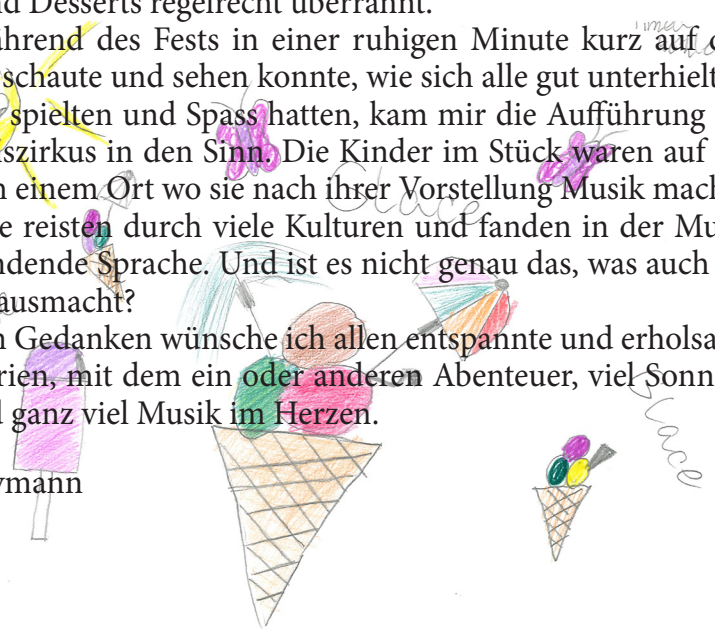 nd Desserts regelrecht überrannt.
ährend des Fests in einer ruhigen Minute kurz auf
schaute und sehen konnte, wie sich alle gut unterhielt
spielten und Spass hatten, kam mir die Aufführung
szirkus in den Sinn. Die Kinder im Stück waren auf
n einem Ort wo sie nach ihrer Vorstellung Musik mach
e reisten durch viele Kulturen und fanden in der Mu
ndende Sprache. Und ist es nicht genau das, was auch
ausmacht?
n Gedanken wünsche ich allen entspannte und erholsa
rien, mit dem ein oder anderen Abenteuer, viel Sonn
d ganz viel Musik im Herzen.
ymann
Glace
Glace